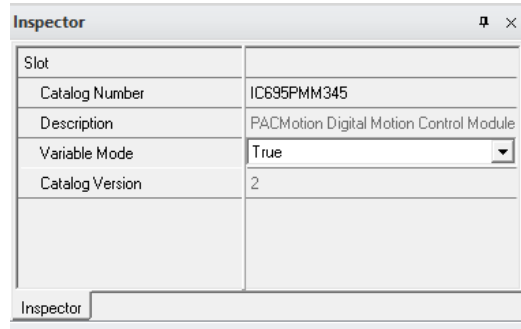 Inspector
Slot
Catalog Number IC695PMM345
Description PACMotion Digital Motion Control Module
Variable Mode True
Catalog Version 2
Inspector